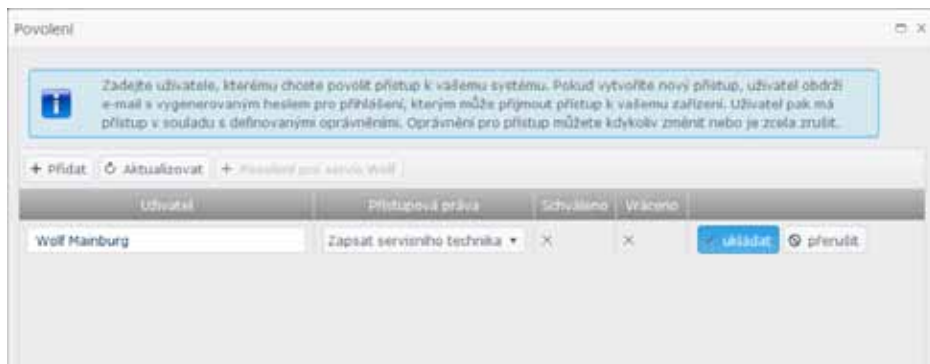 Povolení
Zadejte uživatele, kterému chcete povolit přístup k vašemu systému. Pokud vytvoříte nový přístup, uživatel obdrží
e-mail s vygenerovaným heslem pro přihlášení, kterým může přijmout přístup k vašemu zařízení. Uživatel pak má
přístup v souladu s definovanými oprávněními. Oprávnění pro přístup můžete kdykoliv změnit nebo je zcela zrušit.
+ Přidat Aktualizovat + Povolení pro servis Wolf
Uživatel Přístupová práva Schváleno Vráceno
Wolf Mainburg Zapsat servisního technika ukládat přerušit